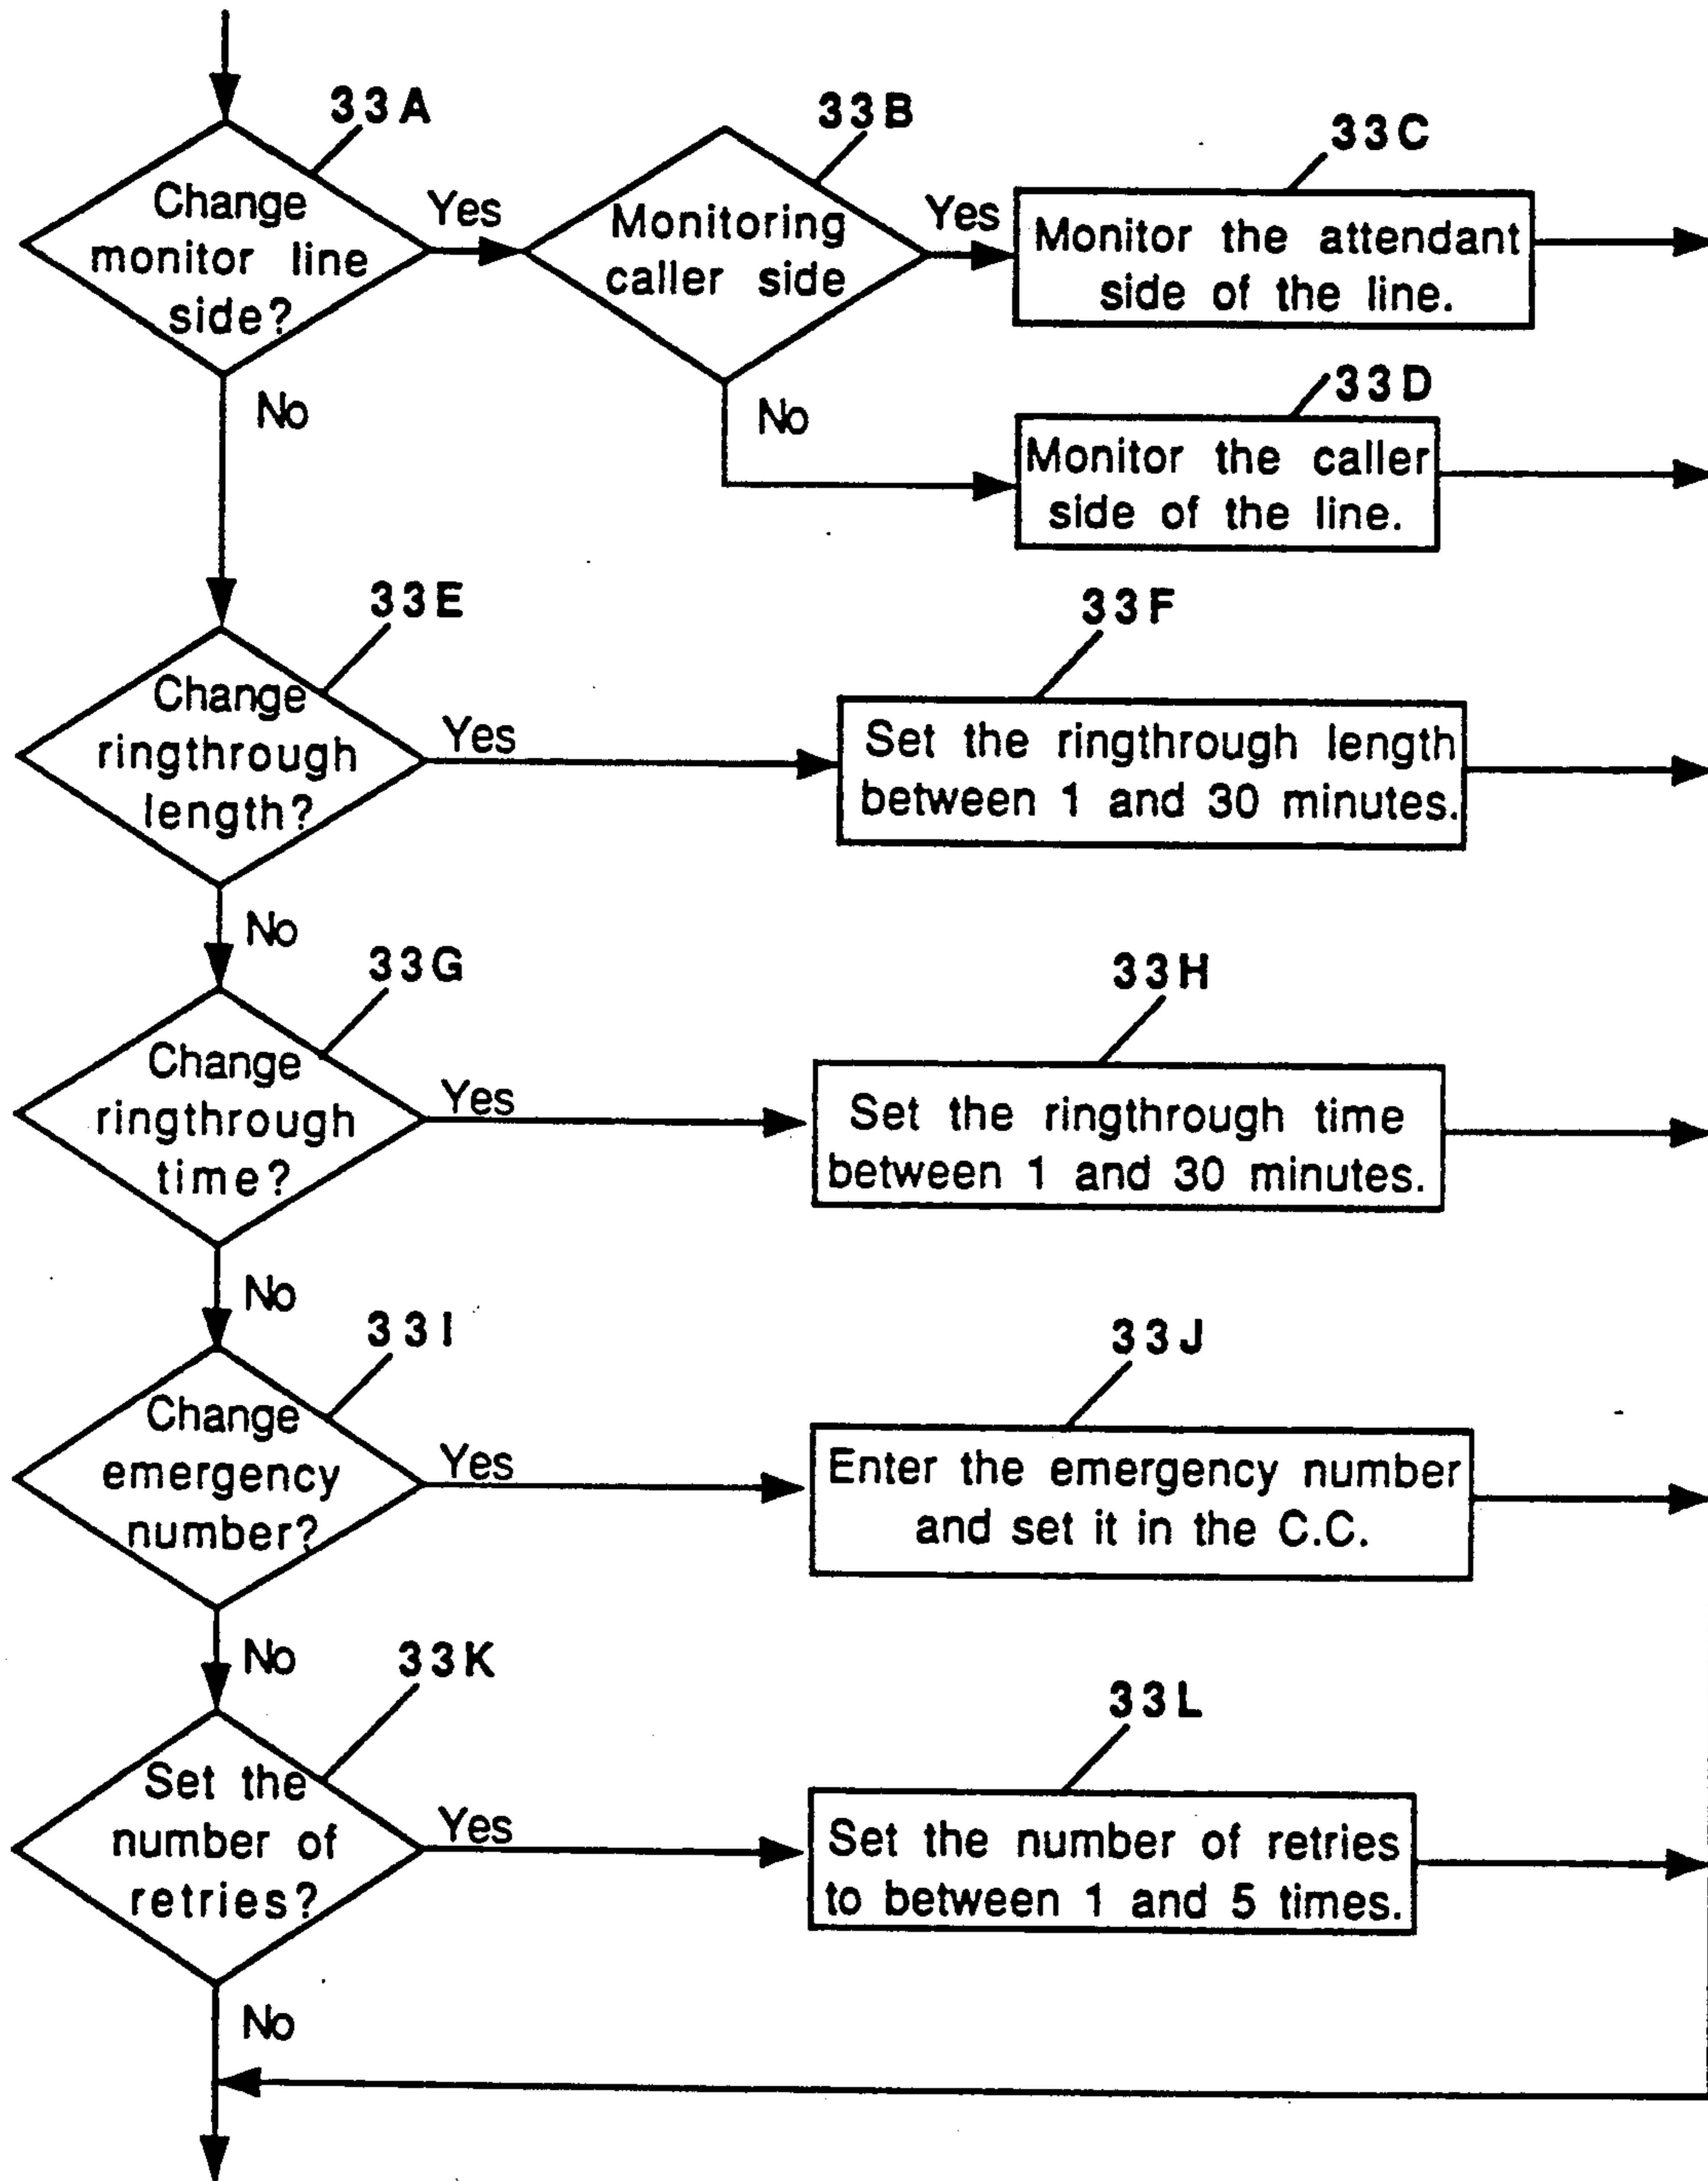 33A
Change
monitor line
side?
Yes
No
33B
Monitoring
caller side
Yes
No
33C
Monitor the attendant
side of the line.
33D
Monitor the caller
side of the line.
33E
Change
ringthrough
length?
Yes
No
33F
Set the ringthrough length
between 1 and 30 minutes.
33G
Change
ringthrough
time?
Yes
No
33H
Set the ringthrough time
between 1 and 30 minutes.
33I
Change
emergency
number?
Yes
No
33J
Enter the emergency number
and set it in the C.C.
33K
Set the
number of
retries?
Yes
No
33L
Set the number of retries
to between 1 and 5 times.